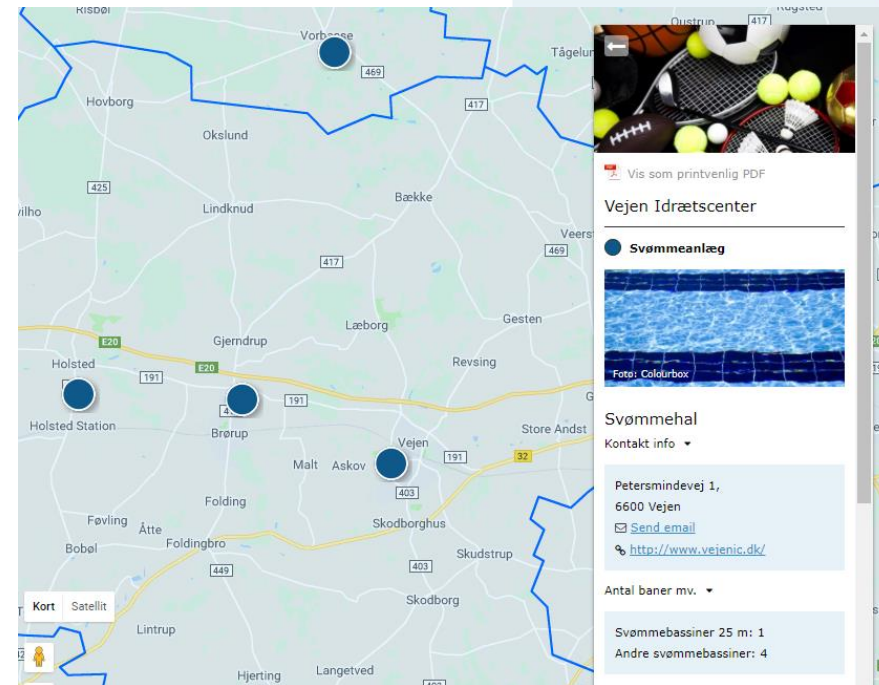 Risbøl
Vorbasse
469
Hovborg
417
Okslund
425
Bække
Lindknud
469
417
Læborg
Gesten
E20
Gjerndrup
Holsted
E20
Revsing
191
191
Holsted Station
Brørup
Store Andst
Vejen
191
32
Malt
Askov
403
Folding
Føvling
Åtte
Skodborghus
Bobøl
Foldingbro
Skudstrup
449
403
Kort
Satellit
Skodborg
Lintrup
Hjerting
Langetved
403
Oustrup
417
Vis som printvenlig PDF
Vejen Idrætscenter
Svømmeanlæg
Foto: Colourbox
Svømmehal
Kontakt info
Petersmindevej 1,
6600 Vejen
Send email
http://www.vejenic.dk/
Antal baner mv.
Svømmebassiner 25 m: 1
Andre svømmebassiner: 4